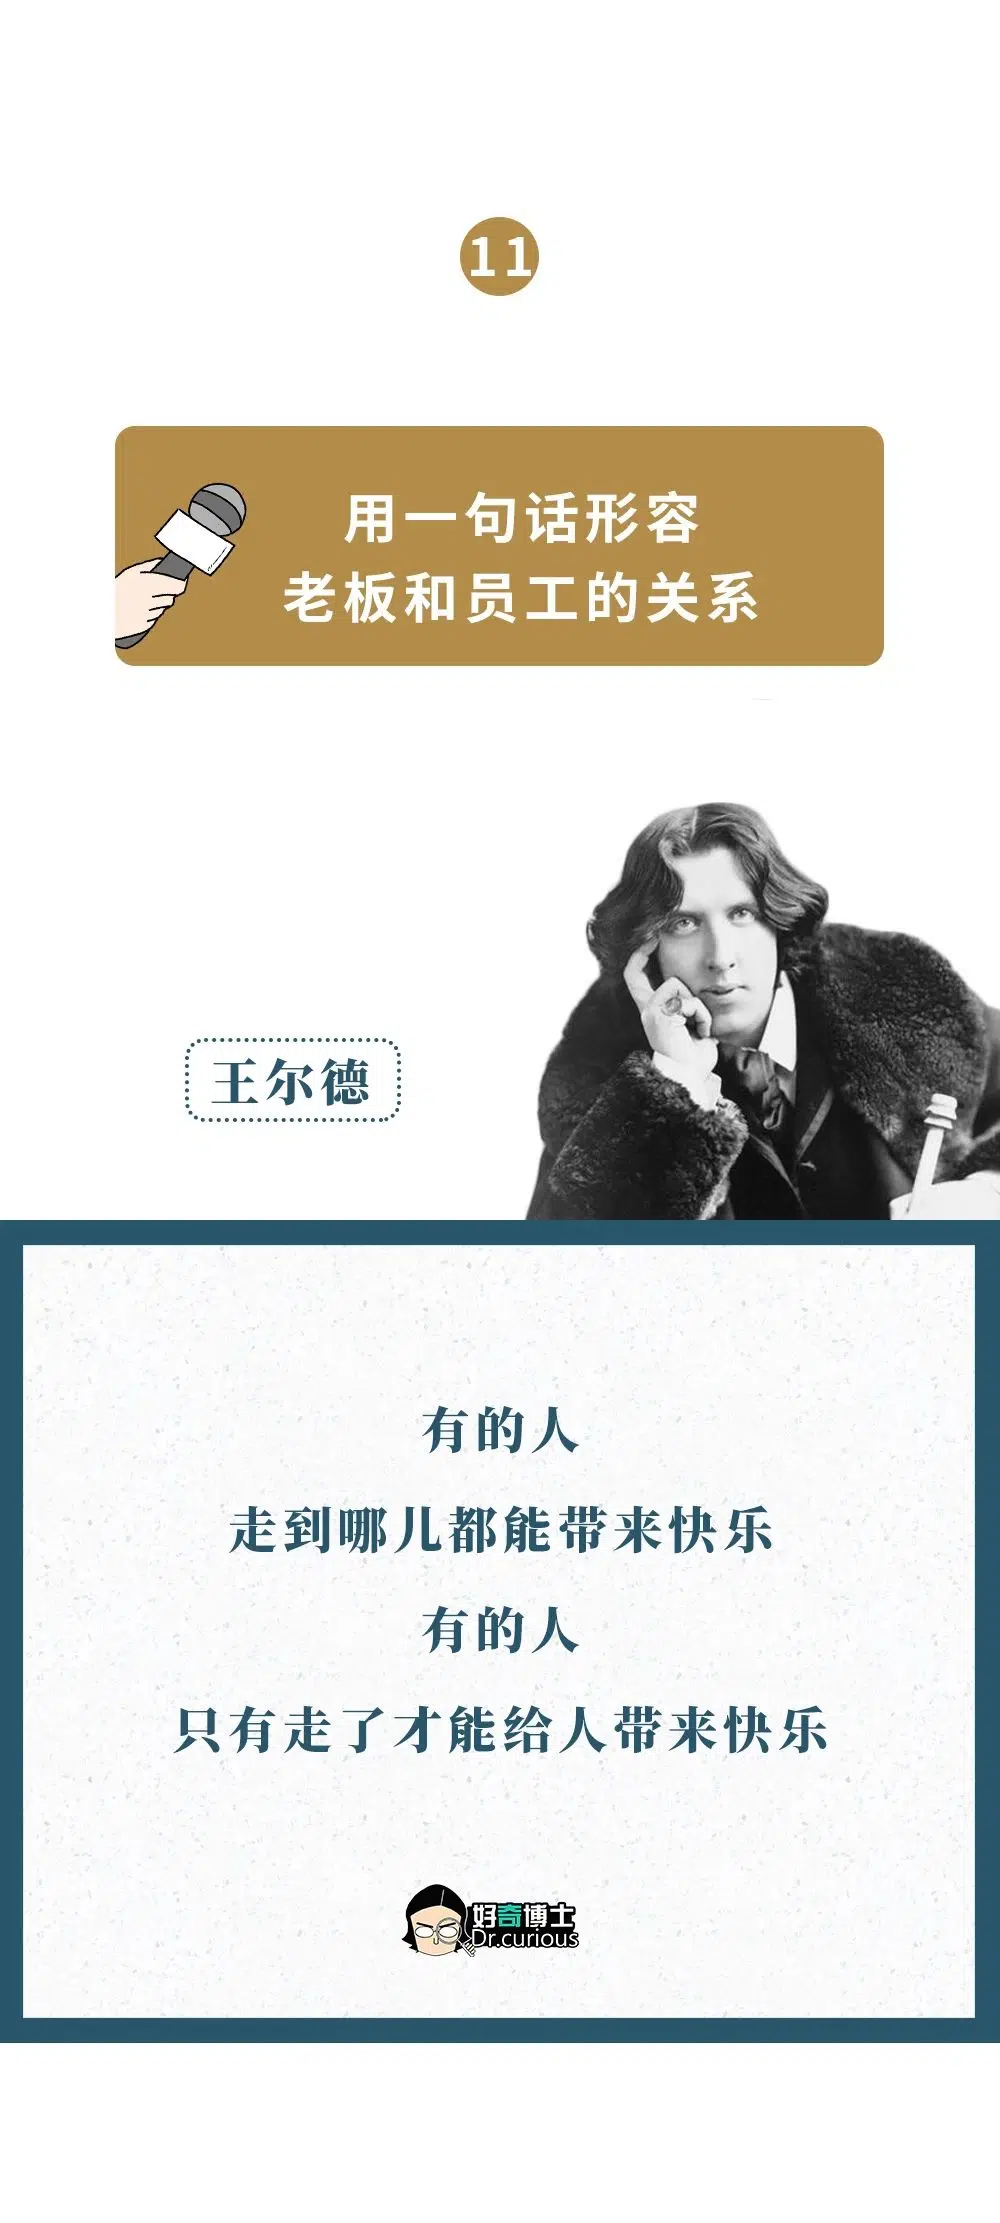 11
用一句话形容
老板和员工的关系
王尔德
有的人
走到哪儿都能带来快乐
有的人
只有走了才能给人带来快乐
好奇博士
Dr.curious